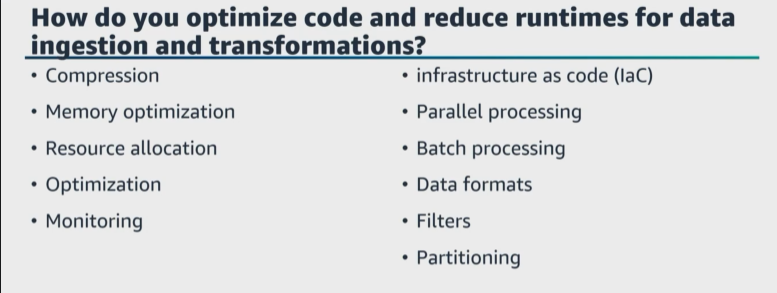 How do you optimize code and reduce runtimes for data
ingestion and transformations?
• Compression
• Memory optimization
• Resource allocation
• Optimization
• Monitoring
• infrastructure as code (IaC)
• Parallel processing
• Batch processing
• Data formats
• Filters
• Partitioning